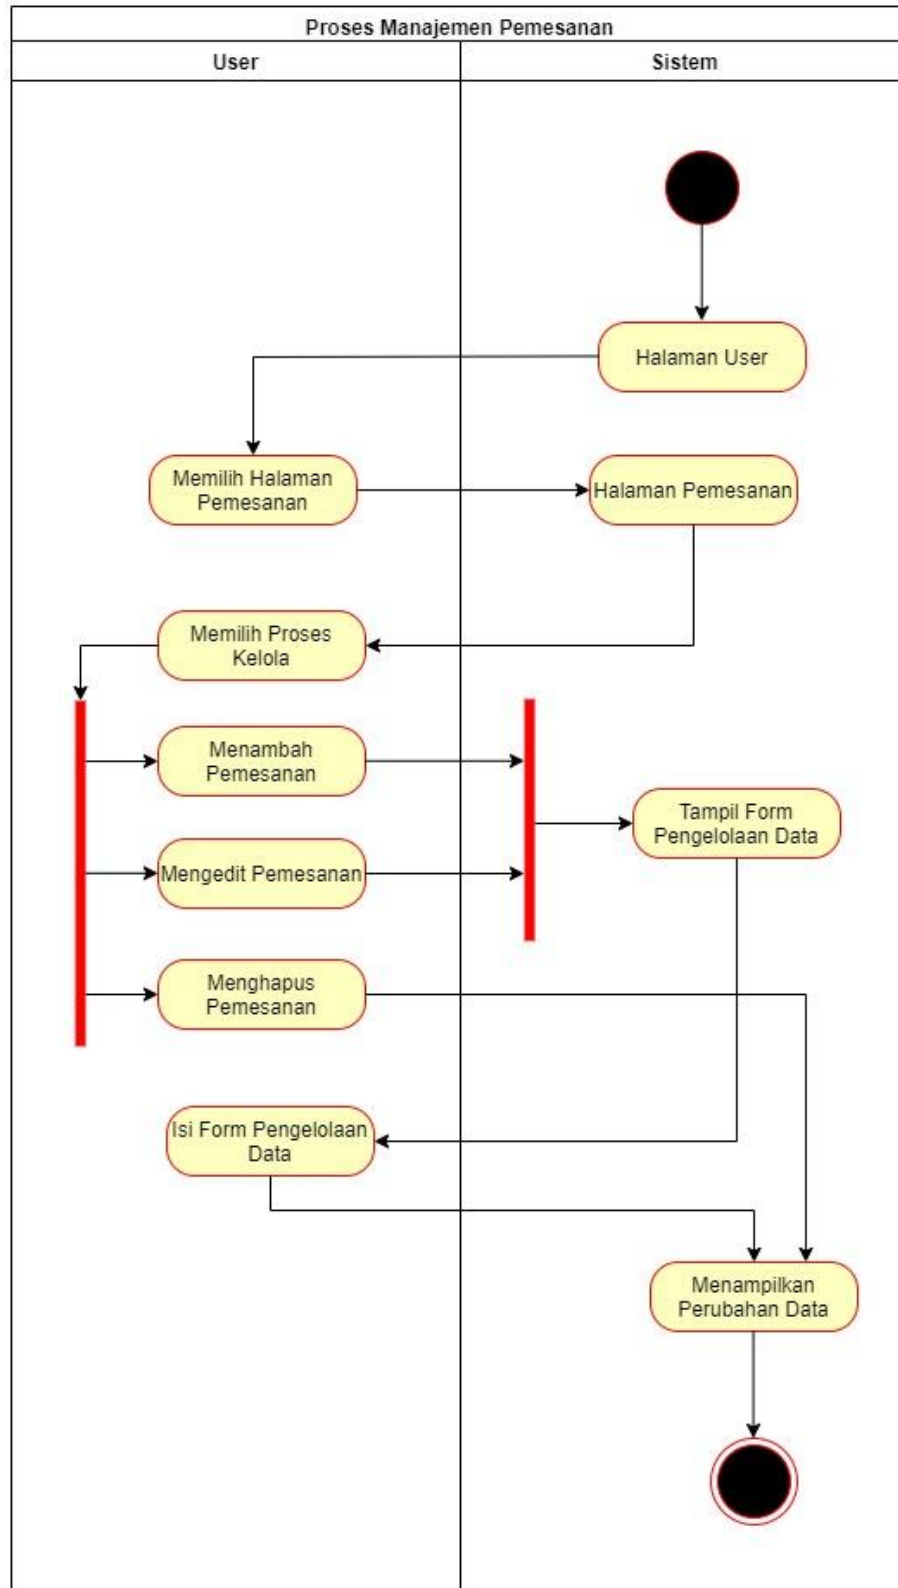 Proses Manajemen Pemesanan
User
Sistem
Halaman User
Memilih Halaman
Pemesanan
Halaman Pemesanan
Memilih Proses
Kelola
Menambah
Pemesanan
Tampil Form
Pengelolaan Data
Mengedit Pemesanan
Menghapus
Pemesanan
Isi Form Pengelolaan
Data
Menampilkan
Perubahan Data